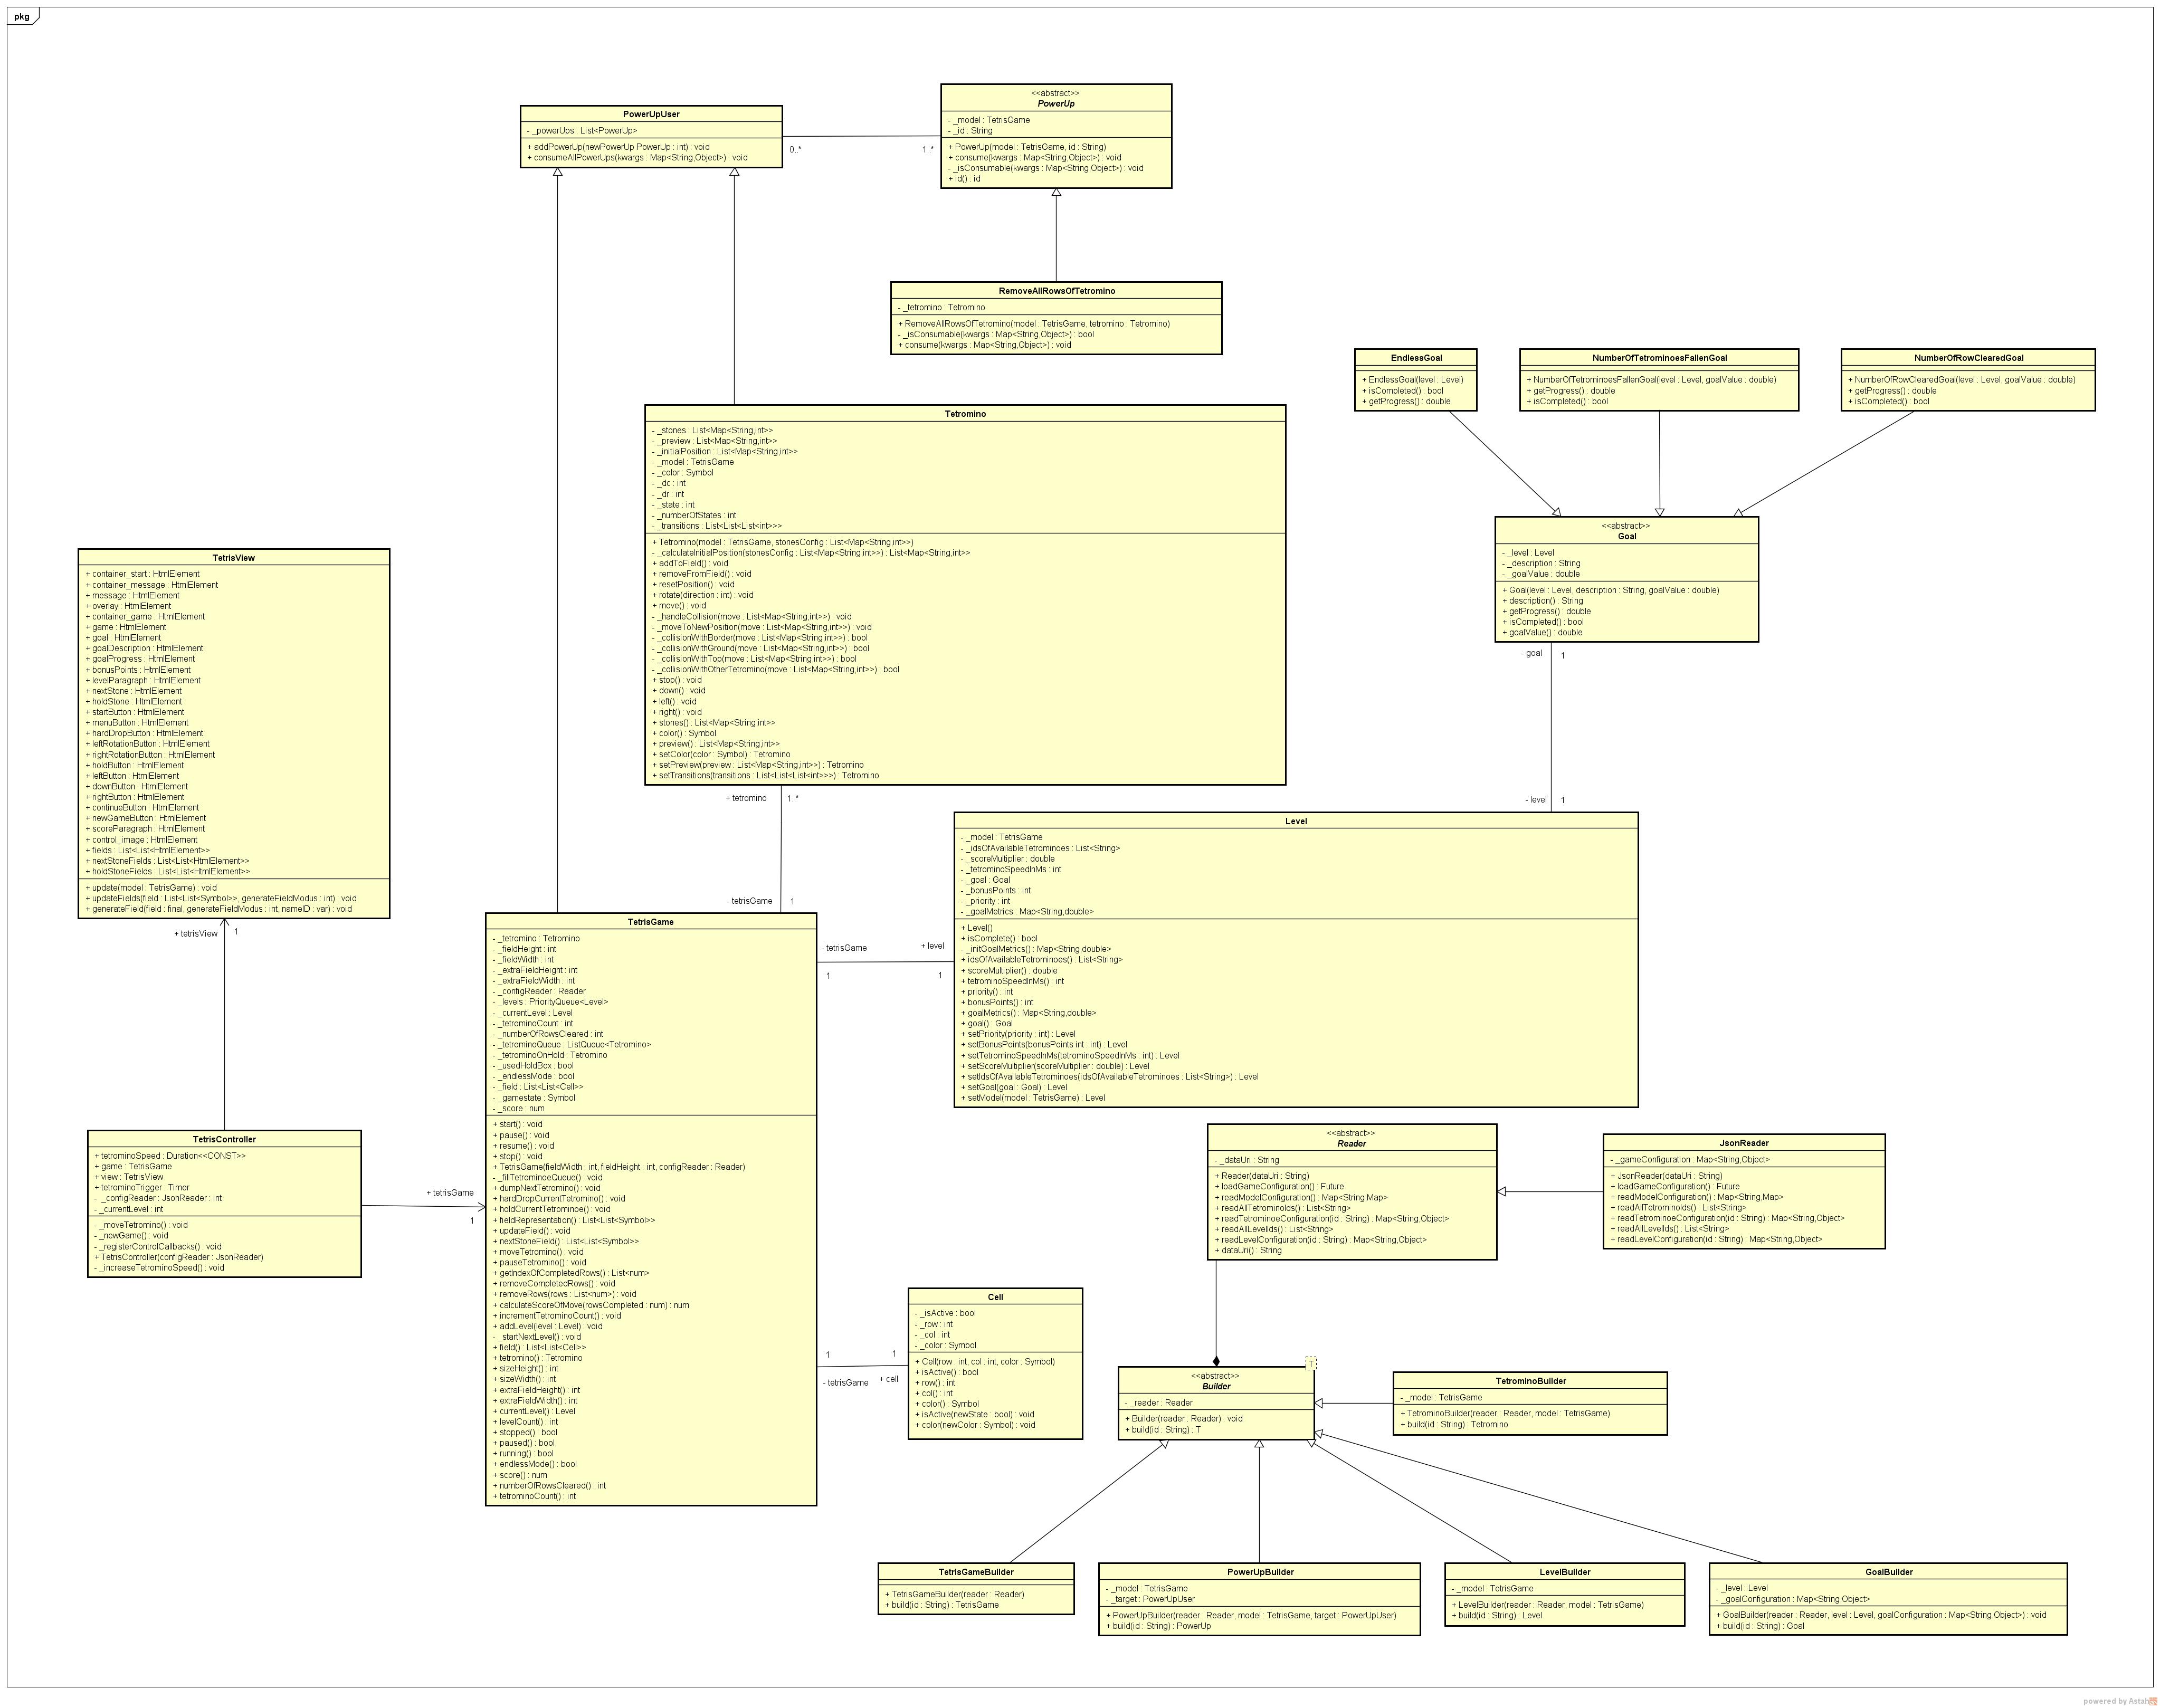 pkg
PowerUpUser
- _powerUps : List<PowerUp>
+ addPowerUp(newPowerUp PowerUp : int) : void
+ consumeAllPowerUps(kwargs : Map<String,Object>) : void
0..*
1..*
<<abstract>>
PowerUp
- _model : TetrisGame
- _id : String
+ PowerUp(model : TetrisGame, id : String)
+ consume(kwargs : Map<String,Object>) : void
- _isConsumable(kwargs : Map<String,Object>) : void
+ id() : id
RemoveAllRowsOfTetromino
- _tetromino : Tetromino
+ RemoveAllRowsOfTetromino(model : TetrisGame, tetromino : Tetromino)
- _isConsumable(kwargs : Map<String,Object>) : bool
+ consume(kwargs : Map<String,Object>) : void
EndlessGoal
+ EndlessGoal(level : Level)
+ isCompleted() : bool
+ getProgress() : double
NumberOfTetrominoesFallenGoal
+ NumberOfTetrominoesFallenGoal(level : Level, goalValue : double)
+ getProgress() : double
+ isCompleted() : bool
NumberOfRowClearedGoal
+ NumberOfRowClearedGoal(level : Level, goalValue : double)
+ getProgress() : double
+ isCompleted() : bool
Tetromino
- _stones : List<Map<String,int>>
- _preview : List<Map<String,int>>
- _initialPosition : List<Map<String,int>>
- _model : TetrisGame
- _color : Symbol
- _dc : int
- _dr : int
- _state : int
- _numberOfStates : int
- _transitions : List<List<List<int>>>
+ Tetromino(model : TetrisGame, stonesConfig : List<Map<String,int>>)
- _calculateInitialPosition(stonesConfig : List<Map<String,int>>) : List<Map<String,int>>
+ addToField() : void
+ removeFromField() : void
+ resetPosition() : void
+ rotate(direction : int) : void
+ move() : void
- _handleCollision(move : List<Map<String,int>>) : void
- _moveToNewPosition(move : List<Map<String,int>>) : void
- _collisionWithBorder(move : List<Map<String,int>>) : bool
- _collisionWithGround(move : List<Map<String,int>>) : bool
- _collisionWithTop(move : List<Map<String,int>>) : bool
- _collisionWithOtherTetromino(move : List<Map<String,int>>) : bool
+ stop() : void
+ down() : void
+ left() : void
+ right() : void
+ stones() : List<Map<String,int>>
+ color() : Symbol
+ preview() : List<Map<String,int>>
+ setColor(color : Symbol) : Tetromino
+ setPreview(preview : List<Map<String,int>>) : Tetromino
+ setTransitions(transitions : List<List<List<int>>>) : Tetromino
+ tetromino
1..*
- tetrisGame
1
<<abstract>>
Goal
- _level : Level
- _description : String
- _goalValue : double
+ Goal(level : Level, description : String, goalValue : double)
+ description() : String
+ getProgress() : double
+ isCompleted() : bool
+ goalValue() : double
- goal
1
- level
1
TetrisView
+ container_start : HtmlElement
+ container_message : HtmlElement
+ message : HtmlElement
+ overlay : HtmlElement
+ container_game : HtmlElement
+ game : HtmlElement
+ goal : HtmlElement
+ goalDescription : HtmlElement
+ goalProgress : HtmlElement
+ bonusPoints : HtmlElement
+ levelParagraph : HtmlElement
+ nextStone : HtmlElement
+ holdStone : HtmlElement
+ startButton : HtmlElement
+ menuButton : HtmlElement
+ hardDropButton : HtmlElement
+ leftRotationButton : HtmlElement
+ rightRotationButton : HtmlElement
+ holdButton : HtmlElement
+ leftButton : HtmlElement
+ downButton : HtmlElement
+ rightButton : HtmlElement
+ continueButton : HtmlElement
+ newGameButton : HtmlElement
+ scoreParagraph : HtmlElement
+ control_image : HtmlElement
+ fields : List<List<HtmlElement>>
+ nextStoneFields : List<List<HtmlElement>>
+ holdStoneFields : List<List<HtmlElement>>
+ update(model : TetrisGame) : void
+ updateFields(field : List<List<Symbol>>, generateFieldModus : int) : void
+ generateField(field : final, generateFieldModus : int, nameID : var) : void
+ tetrisView
1
Level
- _model : TetrisGame
- _idsOfAvailableTetrominoes : List<String>
- _scoreMultiplier : double
- _tetrominoSpeedInMs : int
- _goal : Goal
- _bonusPoints : int
- _priority : int
- _goalMetrics : Map<String,double>
+ Level()
+ isComplete() : bool
- _initGoalMetrics() : Map<String,double>
+ idsOfAvailableTetrominoes() : List<String>
+ scoreMultiplier() : double
+ tetrominoSpeedInMs() : int
+ priority() : int
+ bonusPoints() : int
+ goalMetrics() : Map<String,double>
+ goal() : Goal
+ setPriority(priority : int) : Level
+ setBonusPoints(bonusPoints int : int) : Level
+ setTetrominoSpeedInMs(tetrominoSpeedInMs : int) : Level
+ setScoreMultiplier(scoreMultiplier : double) : Level
+ setIdsOfAvailableTetrominoes(idsOfAvailableTetrominoes : List<String>) : Level
+ setGoal(goal : Goal) : Level
+ setModel(model : TetrisGame) : Level
TetrisGame
- _tetromino : Tetromino
- _fieldHeight : int
- _fieldWidth : int
- _extraFieldHeight : int
- _extraFieldWidth : int
- _configReader : Reader
- _levels : PriorityQueue<Level>
- _currentLevel : Level
- _tetrominoCount : int
- _numberOfRowsCleared : int
- _tetrominoQueue : ListQueue<Tetromino>
- _tetrominoOnHold : Tetromino
- _usedHoldBox : bool
- _endlessMode : bool
- _field : List<List<Cell>>
- _gamestate : Symbol
- _score : num
+ start() : void
+ pause() : void
+ resume() : void
+ stop() : void
+ TetrisGame(fieldWidth : int, fieldHeight : int, configReader : Reader)
- _fillTetrominoeQueue() : void
+ dumpNextTetromino() : void
+ hardDropCurrentTetromino() : void
+ holdCurrentTetrominoe() : void
+ fieldRepresentation() : List<List<Symbol>>
+ updateField() : void
+ nextStoneField() : List<List<Symbol>>
+ moveTetromino() : void
+ pauseTetromino() : void
+ getIndexOfCompletedRows() : List<num>
+ removeCompletedRows() : void
+ removeRows(rows : List<num>) : void
+ calculateScoreOfMove(rowsCompleted : num) : num
+ incrementTetrominoCount() : void
+ addLevel(level : Level) : void
- _startNextLevel() : void
+ field() : List<List<Cell>>
+ tetromino() : Tetromino
+ sizeHeight() : int
+ sizeWidth() : int
+ extraFieldHeight() : int
+ extraFieldWidth() : int
+ currentLevel() : Level
+ levelCount() : int
+ stopped() : bool
+ paused() : bool
+ running() : bool
+ endlessMode() : bool
+ score() : num
+ numberOfRowsCleared() : int
+ tetrominoCount() : int
- tetrisGame
+ level
1
1
TetrisController
+ tetrominoSpeed : Duration<<CONST>>
+ game : TetrisGame
+ view : TetrisView
+ tetrominoTrigger : Timer
- _configReader : JsonReader : int
- _currentLevel : int
- _moveTetromino() : void
- _newGame() : void
- _registerControlCallbacks() : void
+ TetrisController(configReader : JsonReader)
- _increaseTetrominoSpeed() : void
+ tetrisGame
1
<<abstract>>
Reader
- _dataUri : String
+ Reader(dataUri : String)
+ loadGameConfiguration() : Future
+ readModelConfiguration() : Map<String,Map>
+ readAllTetrominoIds() : List<String>
+ readTetrominoeConfiguration(id : String) : Map<String,Object>
+ readAllLevelIds() : List<String>
+ readLevelConfiguration(id : String) : Map<String,Object>
+ dataUri() : String
JsonReader
- _gameConfiguration : Map<String,Object>
+ JsonReader(dataUri : String)
+ loadGameConfiguration() : Future
+ readModelConfiguration() : Map<String,Map>
+ readAllTetrominoIds() : List<String>
+ readTetrominoeConfiguration(id : String) : Map<String,Object>
+ readAllLevelIds() : List<String>
+ readLevelConfiguration(id : String) : Map<String,Object>
Cell
- _isActive : bool
- _row : int
- _col : int
- _color : Symbol
+ Cell(row : int, col : int, color : Symbol)
+ isActive() : bool
+ row() : int
+ col() : int
+ color() : Symbol
+ isActive(newState : bool) : void
+ color(newColor : Symbol) : void
1
1
- tetrisGame
+ cell
T
<<abstract>>
Builder
- _reader : Reader
+ Builder(reader : Reader) : void
+ build(id : String) : T
TetrominoBuilder
- _model : TetrisGame
+ TetrominoBuilder(reader : Reader, model : TetrisGame)
+ build(id : String) : Tetromino
TetrisGameBuilder
+ TetrisGameBuilder(reader : Reader)
+ build(id : String) : TetrisGame
PowerUpBuilder
- _model : TetrisGame
- _target : PowerUpUser
+ PowerUpBuilder(reader : Reader, model : TetrisGame, target : PowerUpUser)
+ build(id : String) : PowerUp
LevelBuilder
- _model : TetrisGame
+ LevelBuilder(reader : Reader, model : TetrisGame)
+ build(id : String) : Level
GoalBuilder
- _level : Level
- _goalConfiguration : Map<String,Object>
+ GoalBuilder(reader : Reader, level : Level, goalConfiguration : Map<String,Object>) : void
+ build(id : String) : Goal
powered by Astah